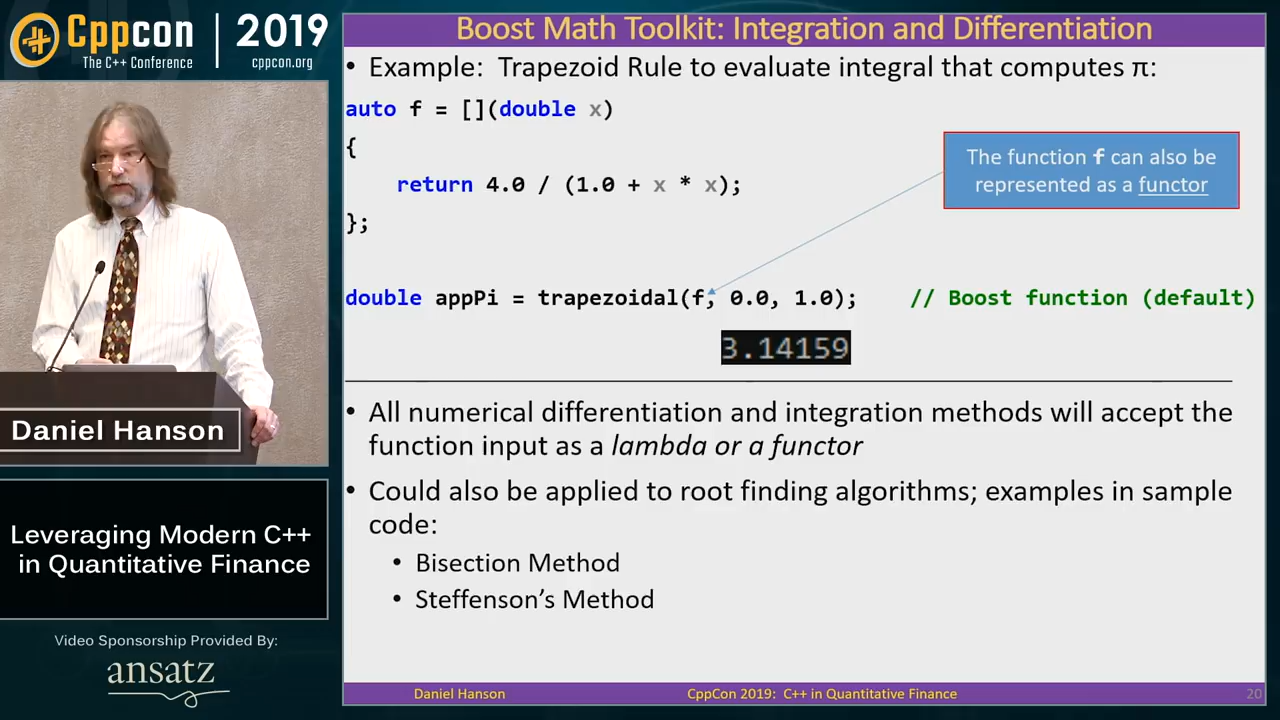 Cppcon
The C++ Conference
2019
cppcon.org
Boost Math Toolkit: Integration and Differentiation
• Example: Trapezoid Rule to evaluate integral that computes π:
auto f = [](double x)
{
return 4.0 / (1.0 + x * x);
};
The function f can also be
represented as a functor
double appPi = trapezoidal(f, 0.0, 1.0); // Boost function (default)
3.14159
• All numerical differentiation and integration methods will accept the
function input as a lambda or a functor
• Could also be applied to root finding algorithms; examples in sample
code:
• Bisection Method
• Steffenson's Method
Daniel Hanson
CppCon 2019: C++ in Quantitative Finance
20
Daniel Hanson
Leveraging Modern C++
in Quantitative Finance
Video Sponsorship Provided By:
ansatz